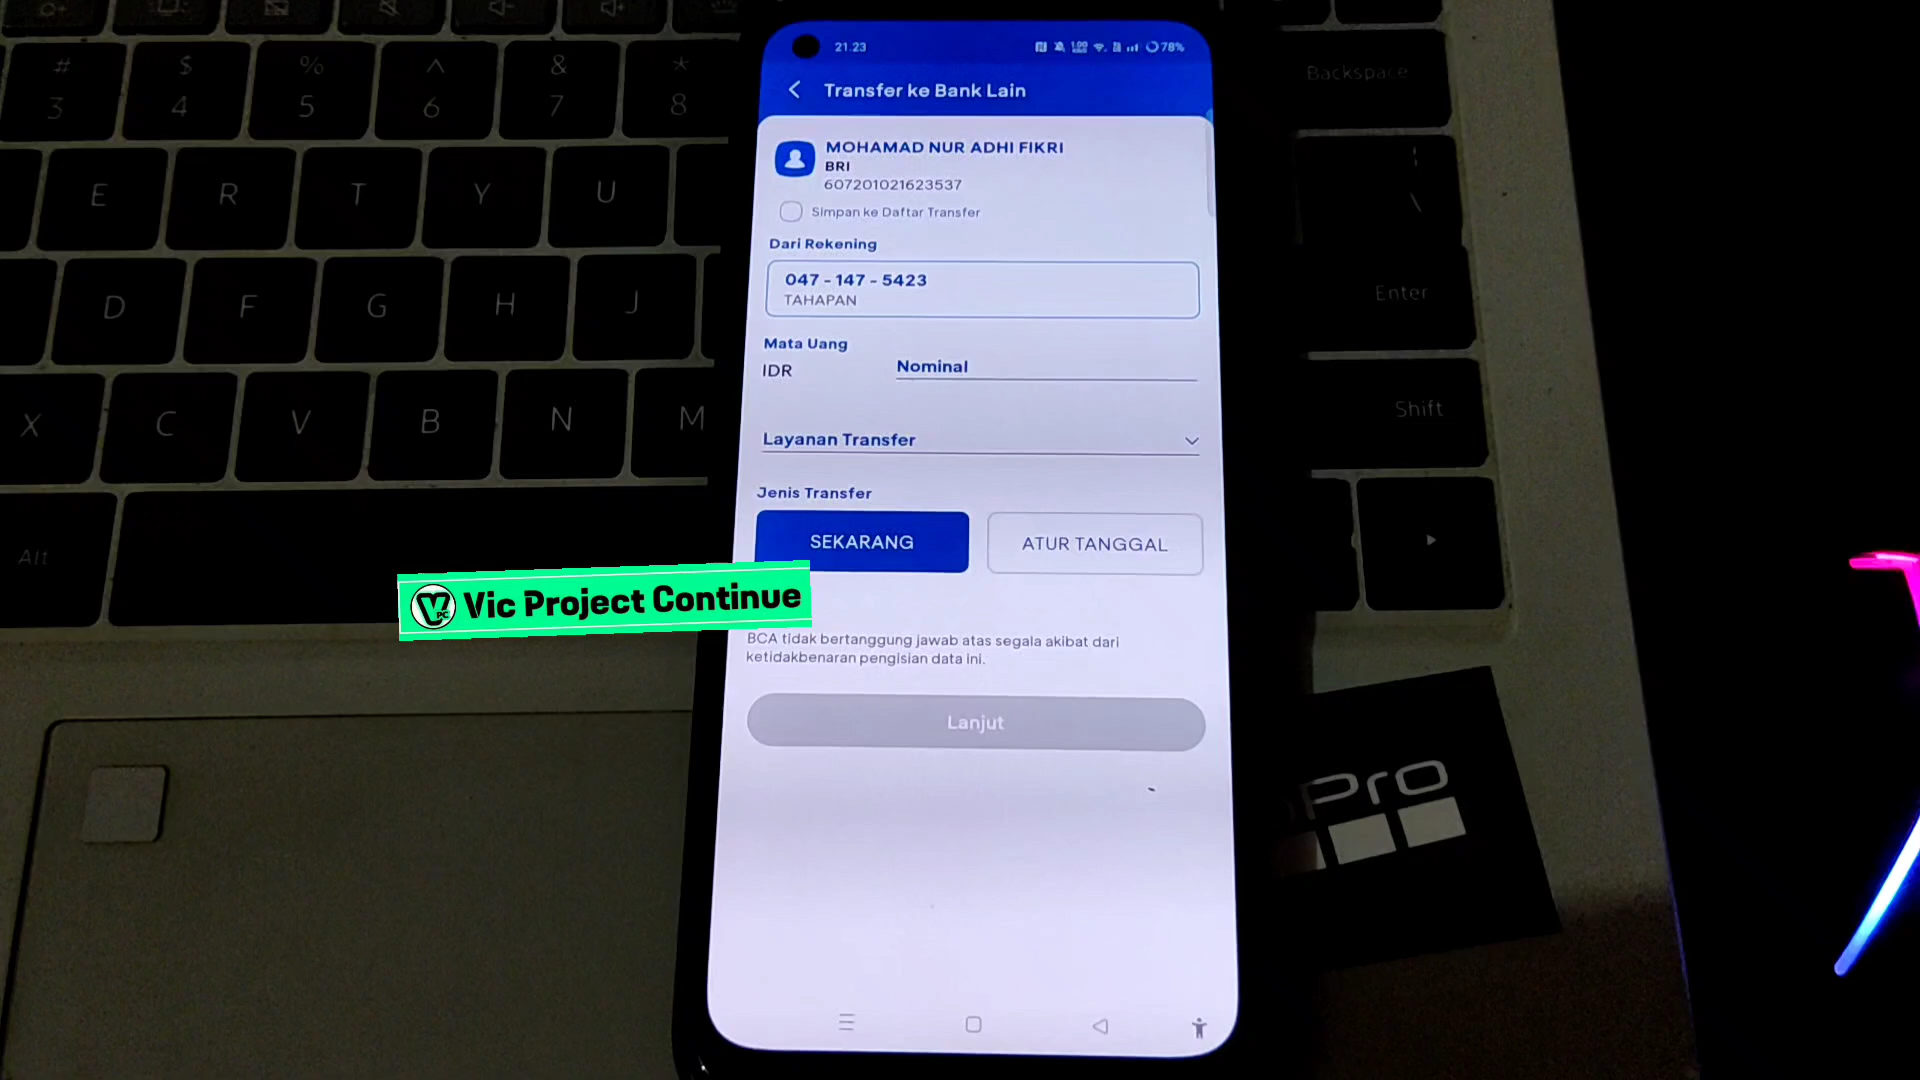 21.23
78%
Transfer ke Bank Lain
MOHAMAD NUR ADHI FIKRI
BRI
607201021623537
Simpan ke Daftar Transfer
Dari Rekening
047 - 147 - 5423
TAHAPAN
Mata Uang
IDR
Nominal
Layanan Transfer
Jenis Transfer
SEKARANG
ATUR TANGGAL
Vic Project Continue
BCA tidak bertanggung jawab atas segala akibat dari
ketidakbenaran pengisian data ini.
Lanjut
# $ % ^ & *
3 4 5 6 7 8
Backspace
E R T Y U
\
D F G H J
Enter
X C V B N M
Shift
Alt
Pro